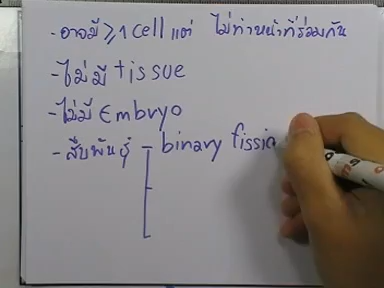 - อาจมี ≥ 1 cell แต่ ไม่ทำหน้าที่ร่วมกัน
- ไม่มี tissue
- ไม่มี Embryo
- สืบพันธุ์ - binary fissio